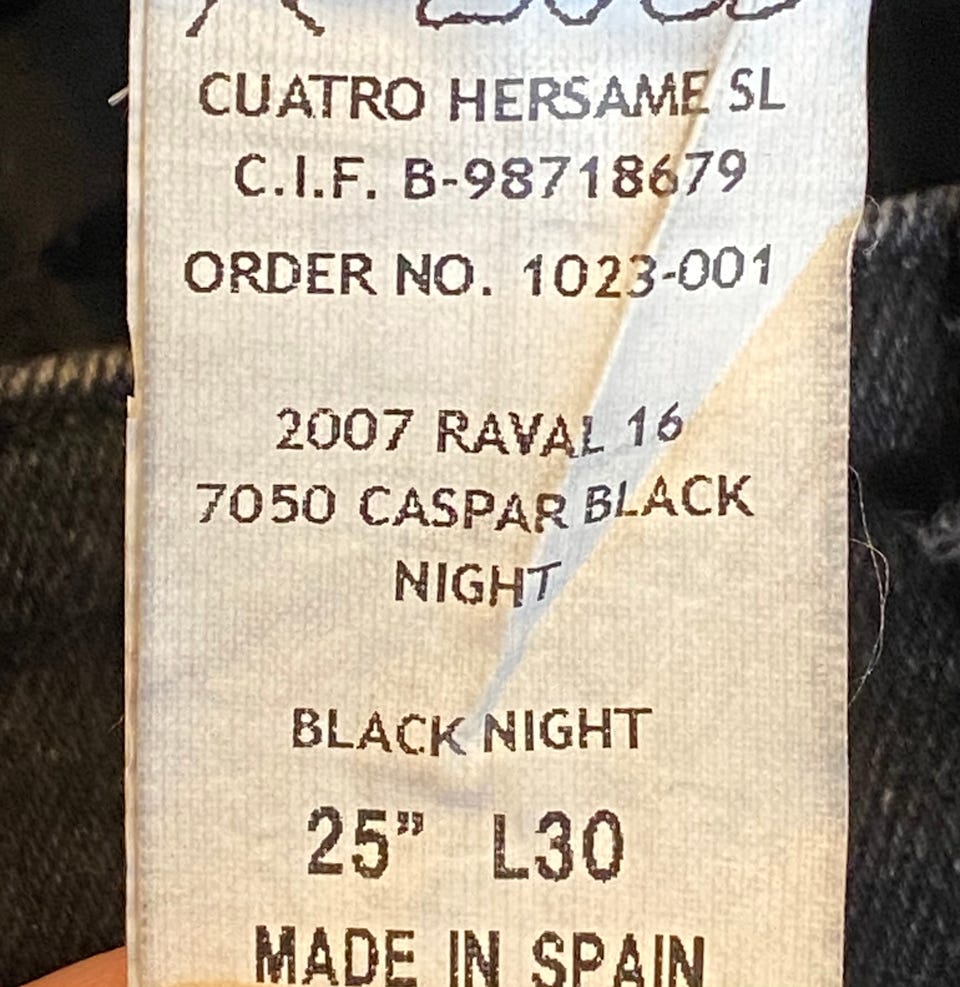 CUATRO HERSAME SL
C.I.F. B-98718679
ORDER NO. 1023-001
2007 RAVAL 16
7050 CASPAR BLACK
NIGHT
BLACK NIGHT
25” L30
MADE IN SPAIN